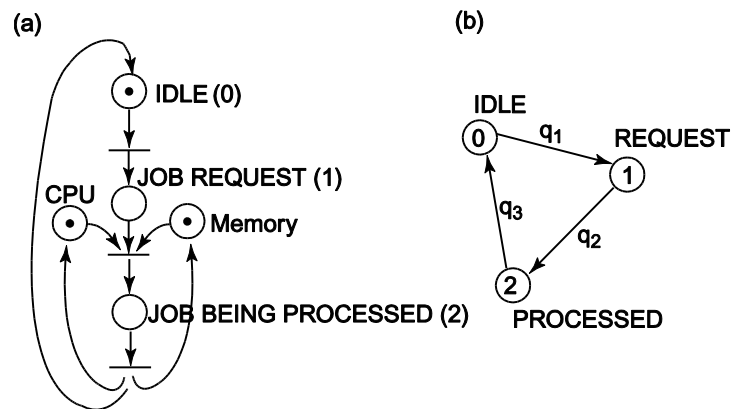 (a)
IDLE (0)
JOB REQUEST (1)
CPU
Memory
JOB BEING PROCESSED (2)
(b)
IDLE
0
q1
REQUEST
1
q3
q2
2
PROCESSED